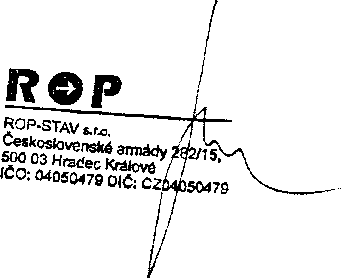 ROP
ROP-STAV s.r.o.
Československé armády 282/15,
500 03 Hradec Králové
IČO: 04050479 DIČ: CZ04050479